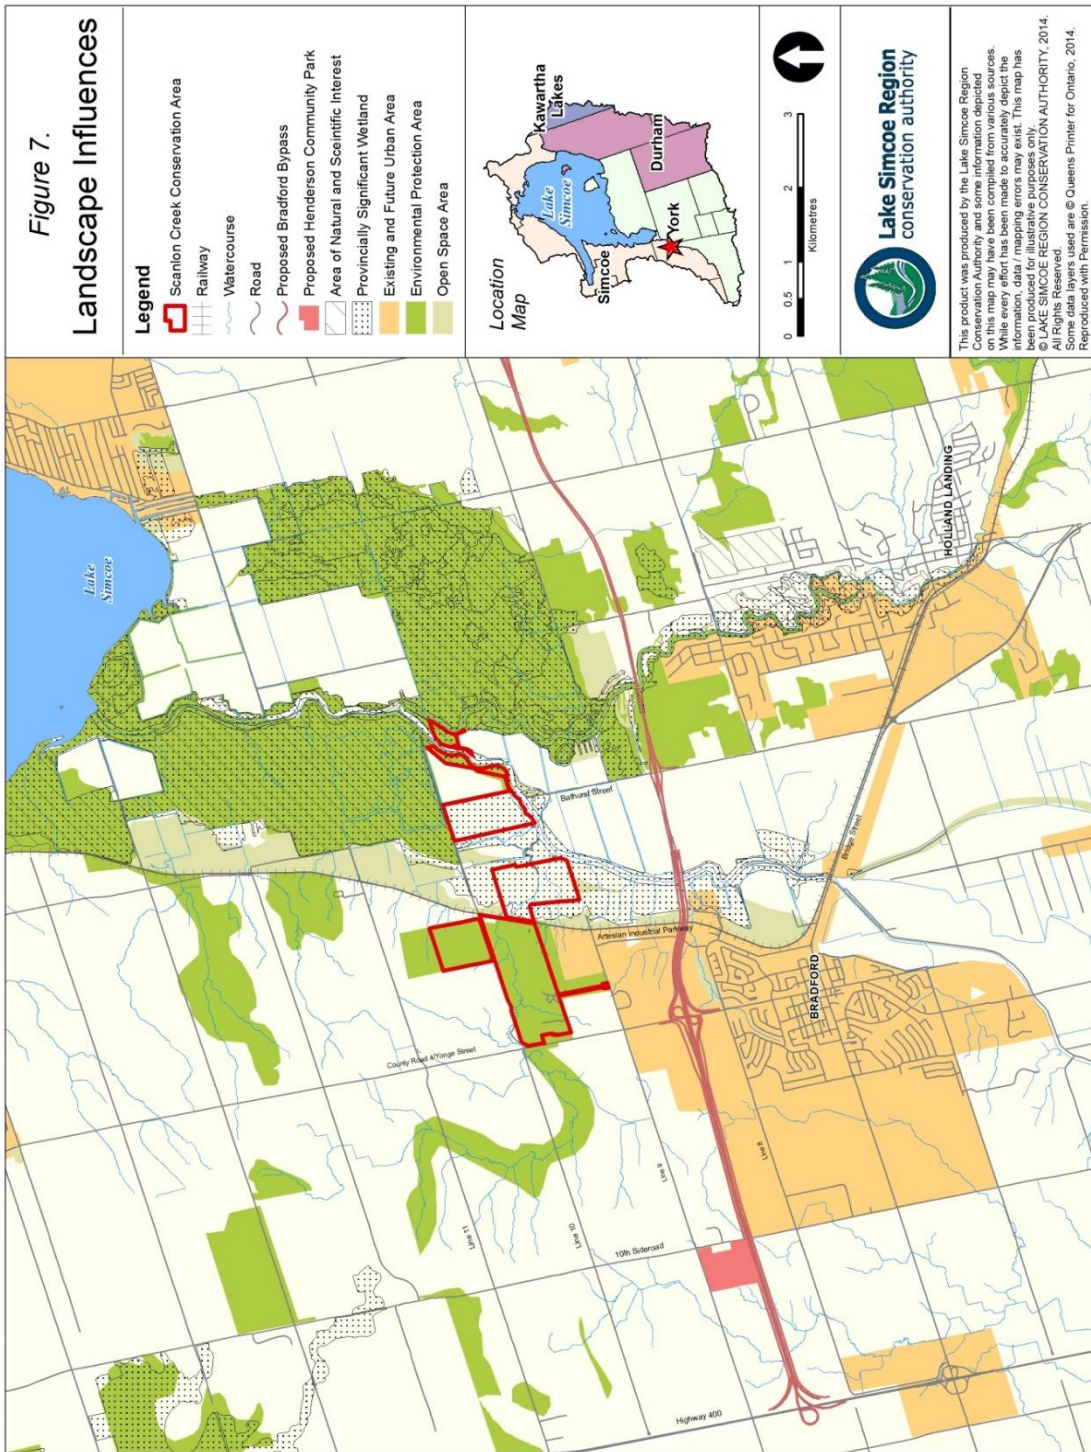 Figure 7.
Landscape Influences
Legend
Scanlon Creek Conservation Area
Railway
Watercourse
Road
Proposed Bradford Bypass
Proposed Henderson Community Park
Area of Natural and Sceintific Interest
Provincially Significant Wetland
Existing and Future Urban Area
Environmental Protection Area
Open Space Area
Location
Map
Kawartha
Lakes
Lake
Simcoe
Simcoe
Durham
York
0 0.5 1 2 3
Kilometres
Lake Simcoe Region
conservation authority
This product was produced by the Lake Simcoe Region
Conservation Authority and some information depicted
on this map may have been compiled from various sources.
While every effort has been made to accurately depict the
information, data / mapping errors may exist. This map has
been produced for illustrative purposes only.
© LAKE SIMCOE REGION CONSERVATION AUTHORITY, 2014.
All Rights Reserved.
Some data layers used are © Queens Printer for Ontario, 2014.
Reproduced with Permission.
Lake
Simcoe
HOLLAND LANDING
Bathurst Street
Bridge Street
Artesian Industrial Parkway
BRADFORD
County Road 4/Yonge Street
Line 11
Line 10
Line 9
Line 8
10th Sideroad
Highway 400